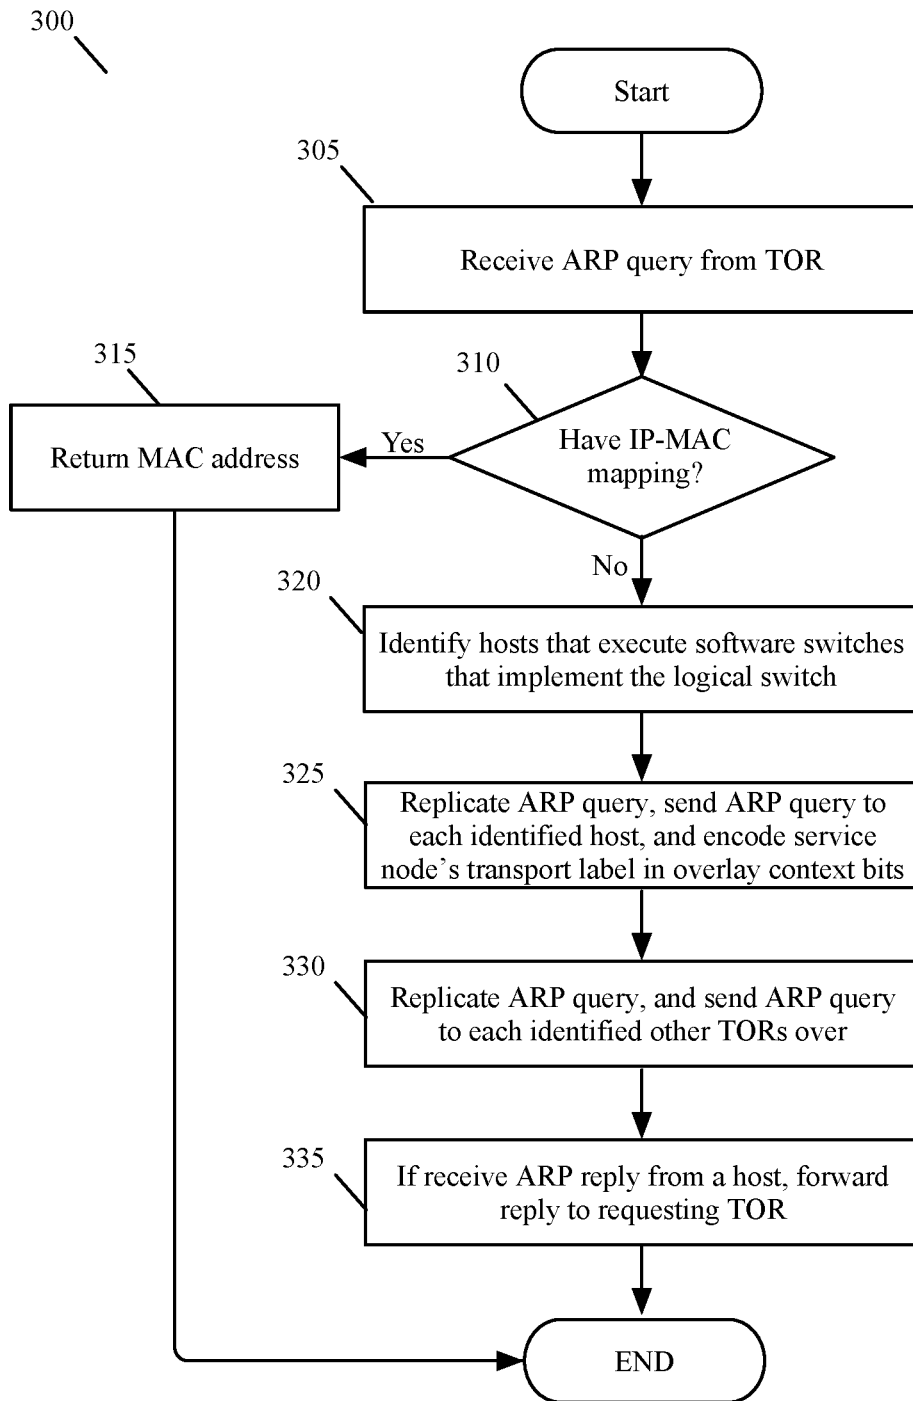 300
Start
305
Receive ARP query from TOR
315
310
Have IP-MAC
mapping?
Yes
Return MAC address
No
320
Identify hosts that execute software switches
that implement the logical switch
325
Replicate ARP query, send ARP query to
each identified host, and encode service
node's transport label in overlay context bits
330
Replicate ARP query, and send ARP query
to each identified other TORs over
335
If receive ARP reply from a host, forward
reply to requesting TOR
END